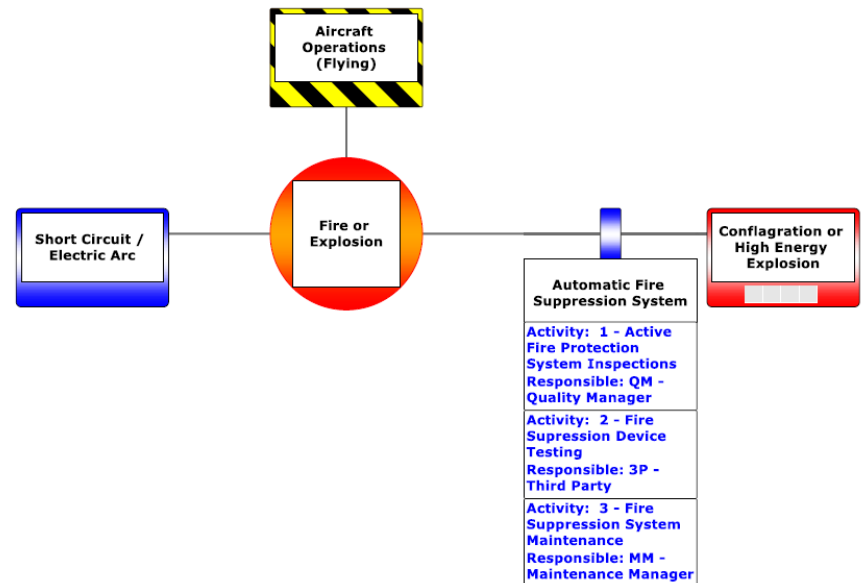 Aircraft
Operations
(Flying)
Short Circuit /
Electric Arc
Fire or
Explosion
Conflagration or
High Energy
Explosion
Automatic Fire
Suppression System
Activity:  1 - Active
Fire Protection
System Inspections
Responsible: QM -
Quality Manager
Activity:  2 - Fire
Supression Device
Testing
Responsible: 3P -
Third Party
Activity:  3 - Fire
Suppression System
Maintenance
Responsible: MM -
Maintenance Manager